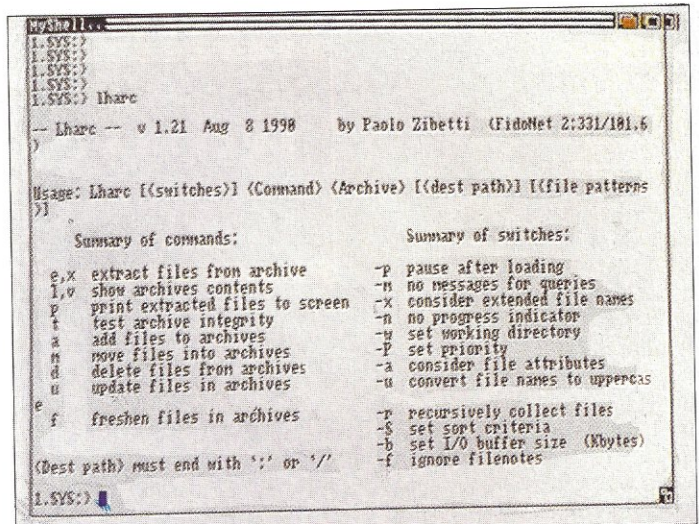 MyShell...
1.SYS:>
1.SYS:>
1.SYS:>
1.SYS:>
1.SYS:> lharc
-- Lharc -- v 1.21 Aug 8 1990 by Paolo Zibetti (FidoNet 2:331/101.6
)
Usage: Lharc [<switches>] <Command> <Archive> [<dest path>] [<file patterns
>]
Summary of commands: Summary of switches:
e,x extract files from archive -p pause after loading
l,v show archives contents -m no messages for queries
p print extracted files to screen -x consider extended file names
t test archive integrity -n no progress indicator
a add files to archives -w set working directory
m move files into archives -P set priority
d delete files from archives -a consider file attributes
u update files in archives -u convert file names to uppercas
e
f freshen files in archives -r recursively collect files
-S set sort criteria
-b set I/O buffer size (Kbytes)
<Dest path> must end with ':' or '/' -f ignore filenotes
1.SYS:>